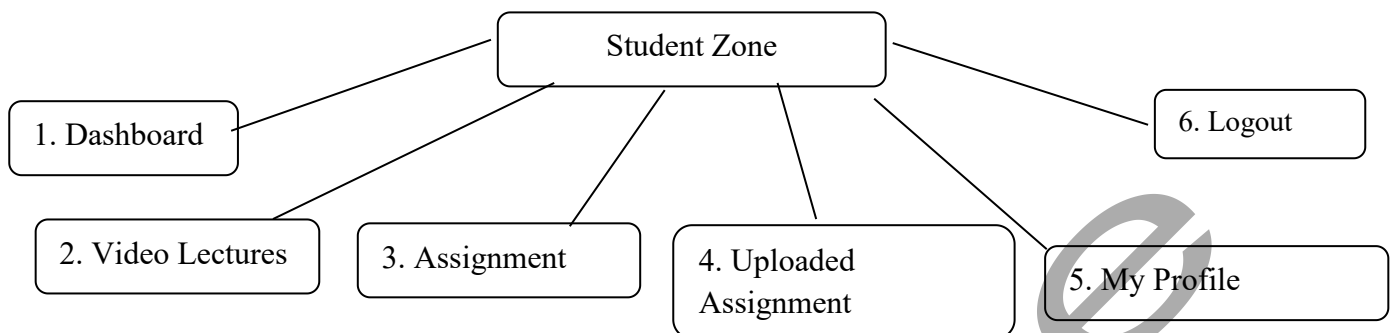 Student Zone
1. Dashboard
6. Logout
2. Video Lectures
3. Assignment
4. Uploaded
Assignment
5. My Profile